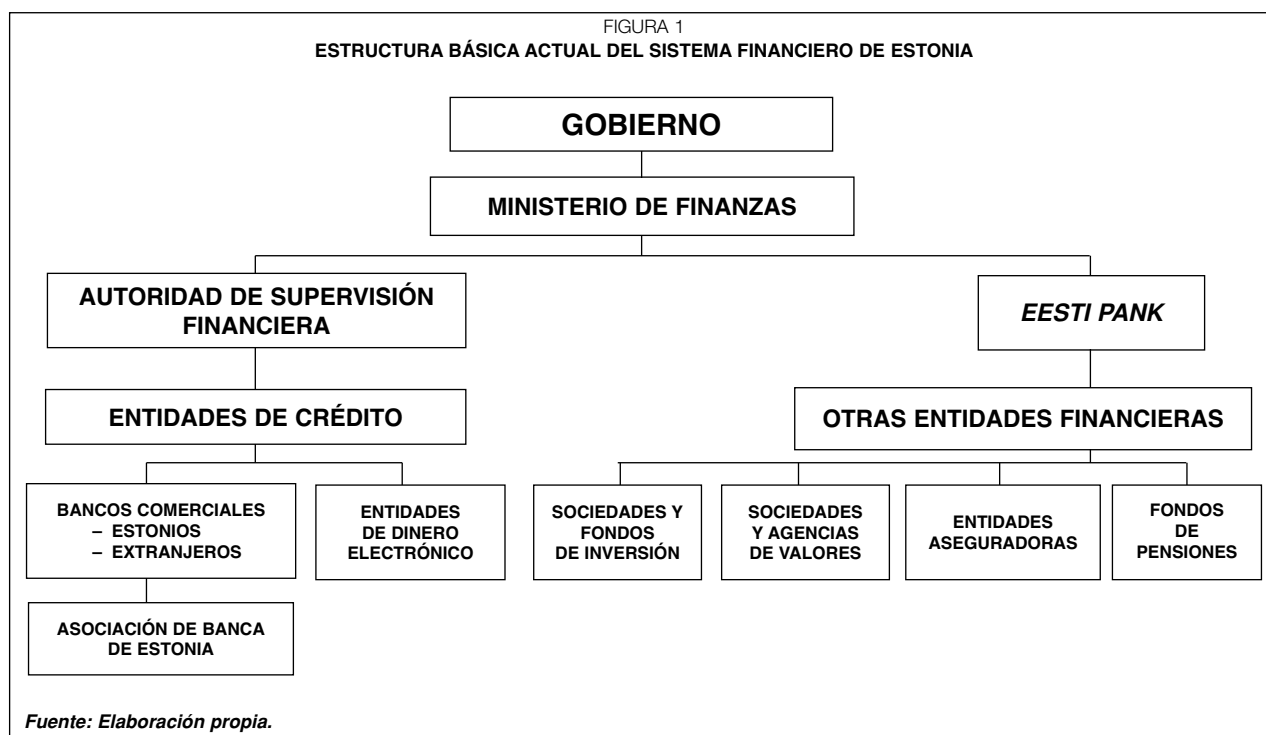 FIGURA 1
ESTRUCTURA BÁSICA ACTUAL DEL SISTEMA FINANCIERO DE ESTONIA
GOBIERNO
MINISTERIO DE FINANZAS
AUTORIDAD DE SUPERVISIÓN
FINANCIERA
EESTI PANK
ENTIDADES DE CRÉDITO
OTRAS ENTIDADES FINANCIERAS
BANCOS COMERCIALES
– ESTONIOS
– EXTRANJEROS
ENTIDADES
DE DINERO
ELECTRÓNICO
SOCIEDADES Y
FONDOS
DE INVERSIÓN
SOCIEDADES
Y AGENCIAS
DE VALORES
ENTIDADES
ASEGURADORAS
FONDOS
DE
PENSIONES
ASOCIACIÓN DE BANCA
DE ESTONIA
Fuente: Elaboración propia.